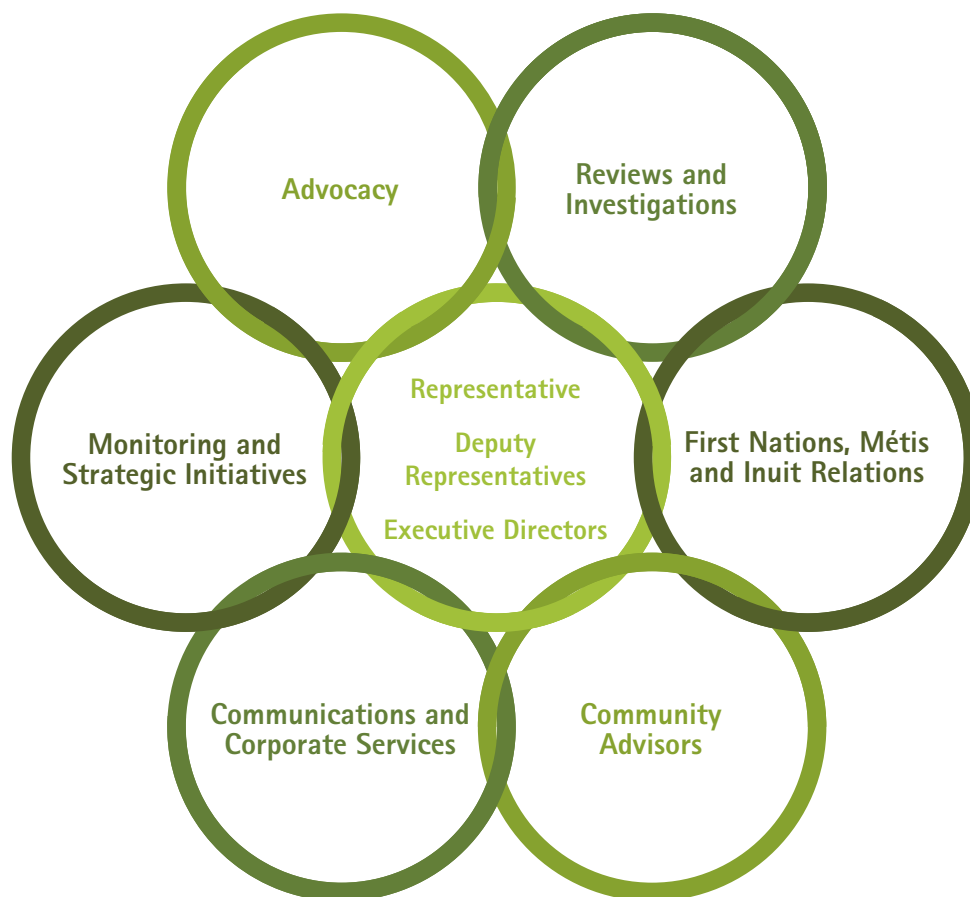 Advocacy
Reviews and
Investigations
Monitoring and
Strategic Initiatives
Representative
Deputy
Representatives
Executive Directors
First Nations, Métis
and Inuit Relations
Communications and
Corporate Services
Community
Advisors